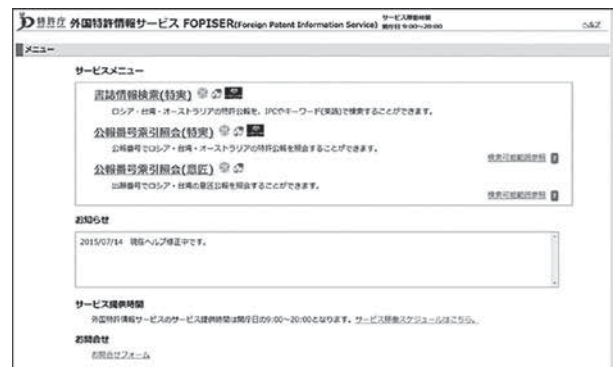 特許庁 外国特許情報サービス FOPISER(Foreign Patent Information Service) サービス稼働時間 開庁日 9:00~20:00 ヘルプ
メニュー
サービスメニュー
書誌情報検索(特実)
ロシア・台湾・オーストラリアの特許公報を、IPCやキーワード(英語)で検索することができます。
公報番号索引照会(特実)
公報番号でロシア・台湾・オーストラリアの特許公報を照会することができます。
検索可能範囲参照
公報番号索引照会(意匠)
出願番号でロシア・台湾の意匠公報を照会することができます。
検索可能範囲参照
お知らせ
2015/07/14 現在ヘルプ修正中です。
サービス提供時間
外国特許情報サービスのサービス提供時間は開庁日の9:00~20:00となります。サービス稼働スケジュールはこちら。
お問合せ
お問合せフォーム